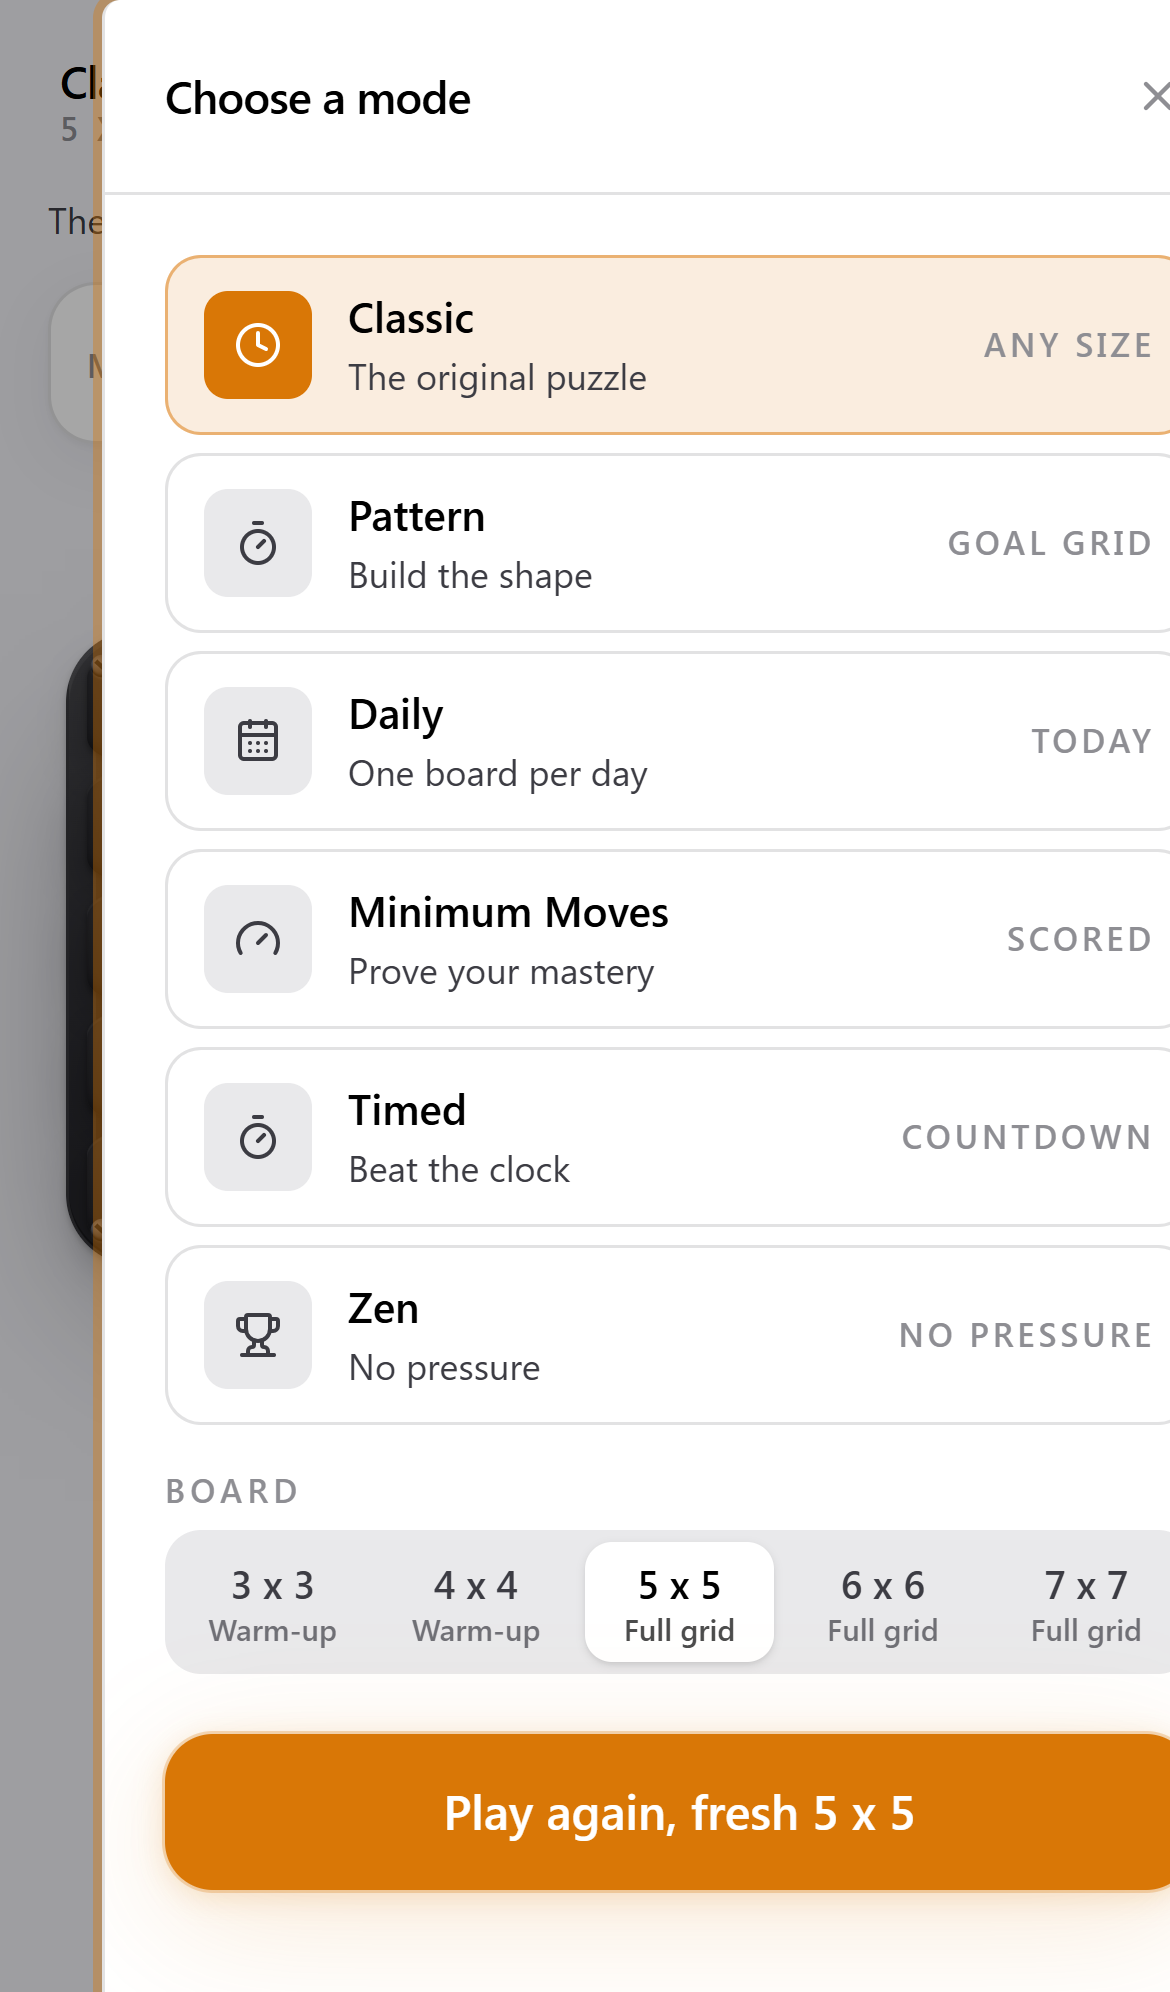 Choose a mode
5
The
Classic
The original puzzle
ANY SIZE
Pattern
Build the shape
GOAL GRID
Daily
One board per day
TODAY
Minimum Moves
Prove your mastery
SCORED
Timed
Beat the clock
COUNTDOWN
Zen
No pressure
NO PRESSURE
BOARD
3 x 3
Warm-up
4 x 4
Warm-up
5 x 5
Full grid
6 x 6
Full grid
7 x 7
Full grid
Play again, fresh 5 x 5